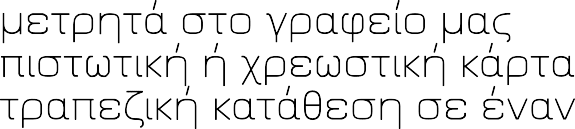 μετρητά στο γραφείο μας
πιστωτική ή χρεωστική κάρτα
τραπεζική κατάθεση σε έναν